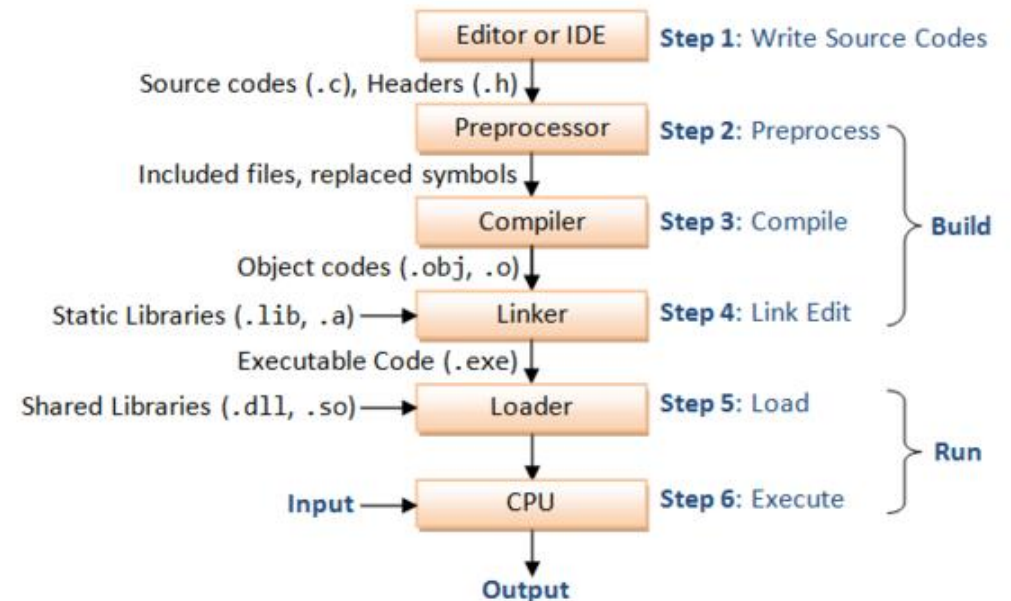 Editor or IDE Step 1: Write Source Codes
Source codes (.c), Headers (.h)
Preprocessor Step 2: Preprocess
Included files, replaced symbols
Compiler Step 3: Compile
Build
Object codes (.obj, .o)
Static Libraries (.lib, .a) Linker Step 4: Link Edit
Executable Code (.exe)
Shared Libraries (.dll, .so) Loader Step 5: Load
Run
Input CPU Step 6: Execute
Output